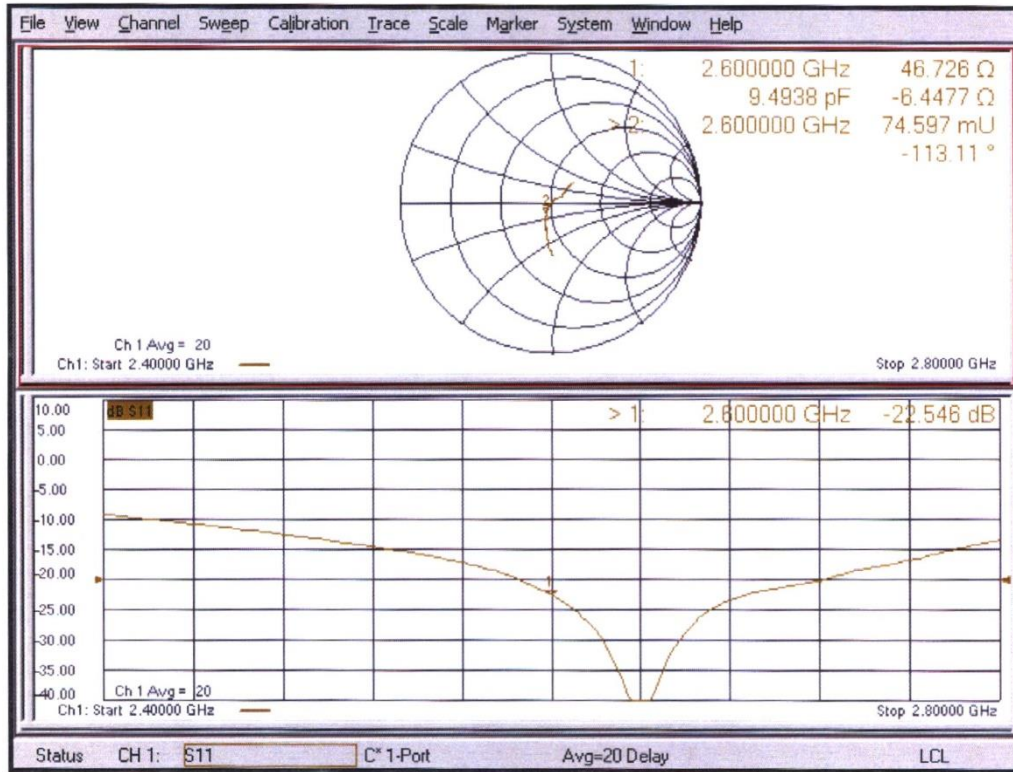 File View Channel Sweep Calibration Trace Scale Marker System Window Help
1: 2.600000 GHz 46.726 Ω
9.4938 pF -6.4477 Ω
> 2: 2.600000 GHz 74.597 mU
-113.11 °
2
Ch 1 Avg = 20
Ch1: Start 2.40000 GHz Stop 2.80000 GHz
10.00 dB S11 > 1: 2.600000 GHz -22.546 dB
5.00
0.00
-5.00
-10.00
-15.00
-20.00
1
-25.00
-30.00
-35.00
-40.00
Ch 1 Avg = 20
Ch1: Start 2.40000 GHz Stop 2.80000 GHz
Status CH 1: S11 C* 1-Port Avg=20 Delay LCL